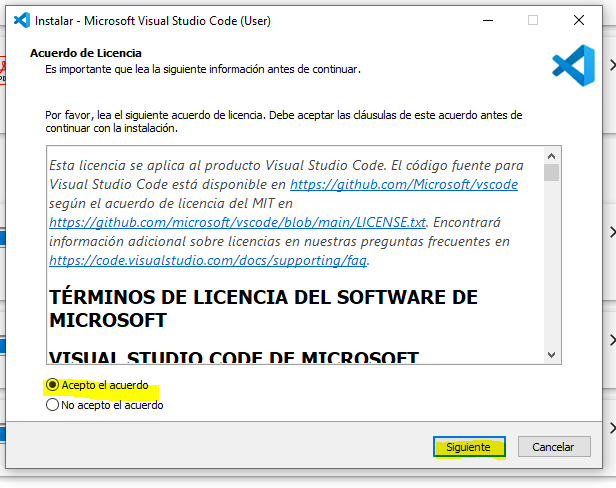 Instalar - Microsoft Visual Studio Code (User)
Acuerdo de Licencia
Es importante que lea la siguiente información antes de continuar.
Por favor, lea el siguiente acuerdo de licencia. Debe aceptar las cláusulas de este acuerdo antes de
continuar con la instalación.
Esta licencia se aplica al producto Visual Studio Code. El código fuente para
Visual Studio Code está disponible en https://github.com/Microsoft/vscode
según el acuerdo de licencia del MIT en
https://github.com/microsoft/vscode/blob/main/LICENSE.txt. Encontrará
información adicional sobre licencias en nuestras preguntas frecuentes en
https://code.visualstudio.com/docs/supporting/faq.
TÉRMINOS DE LICENCIA DEL SOFTWARE DE
MICROSOFT
VISUAL STUDIO CODE DE MICROSOFT
Acepto el acuerdo
No acepto el acuerdo
Siguiente
Cancelar